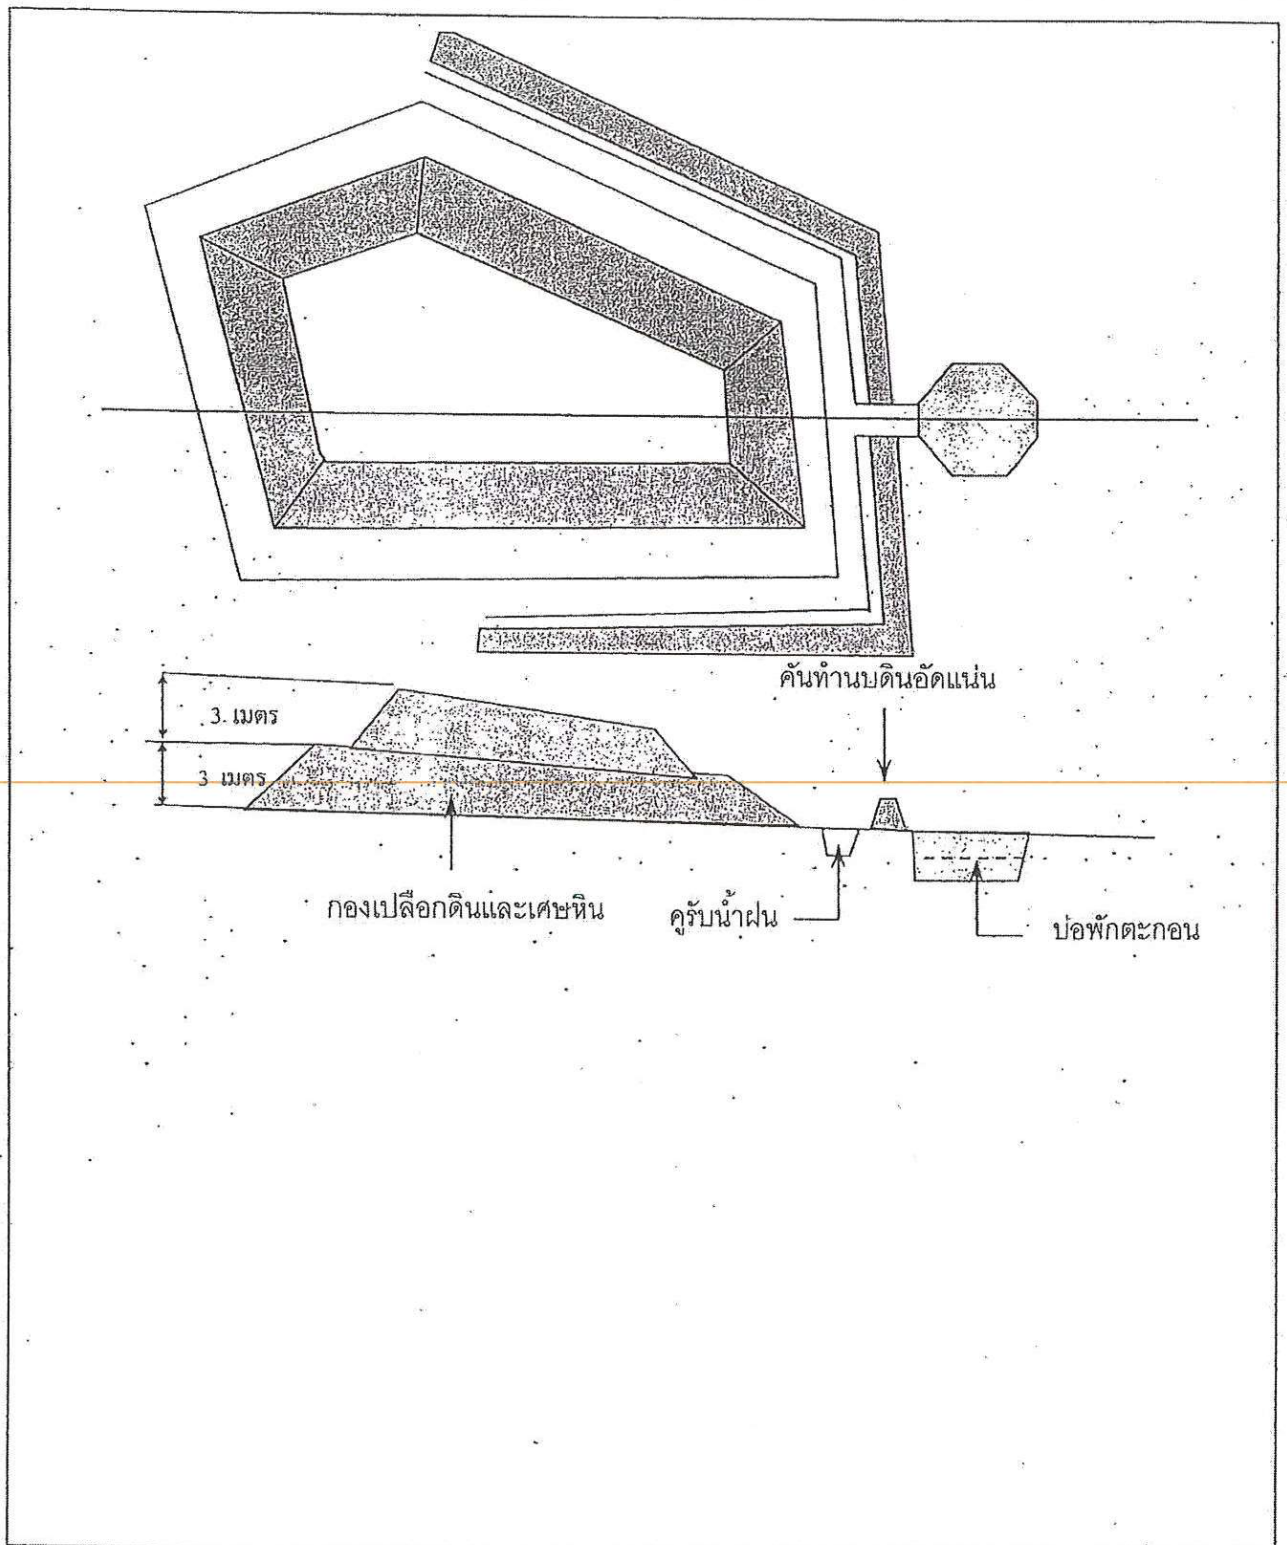 คันทำนบดินอัดแน่น
3. เมตร
3 เมตร
กองเปลือกดินและเศษหิน
คูรับน้ำฝน
บ่อพักตะกอน